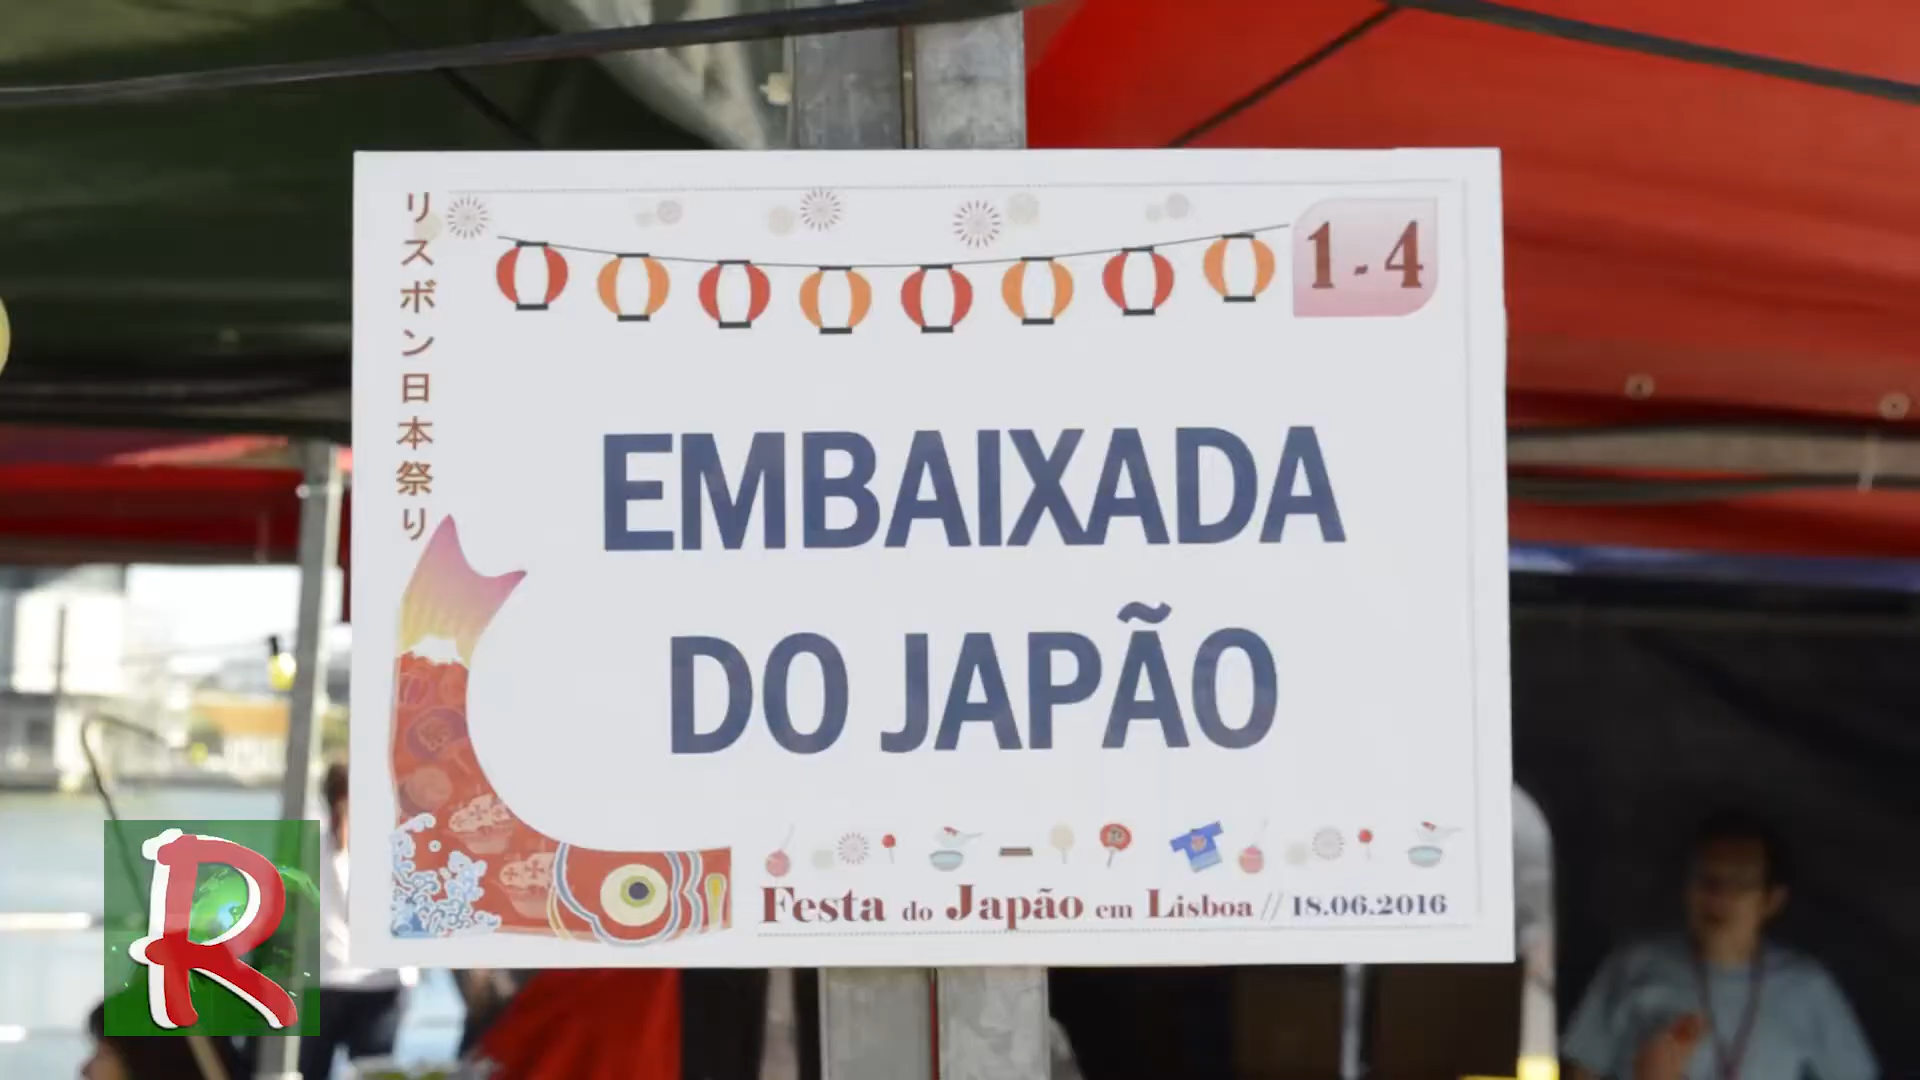 リスボン日本祭り
1-4
EMBAIXADA
DO JAPÃO
Festa do Japão em Lisboa // 18.06.2016
R